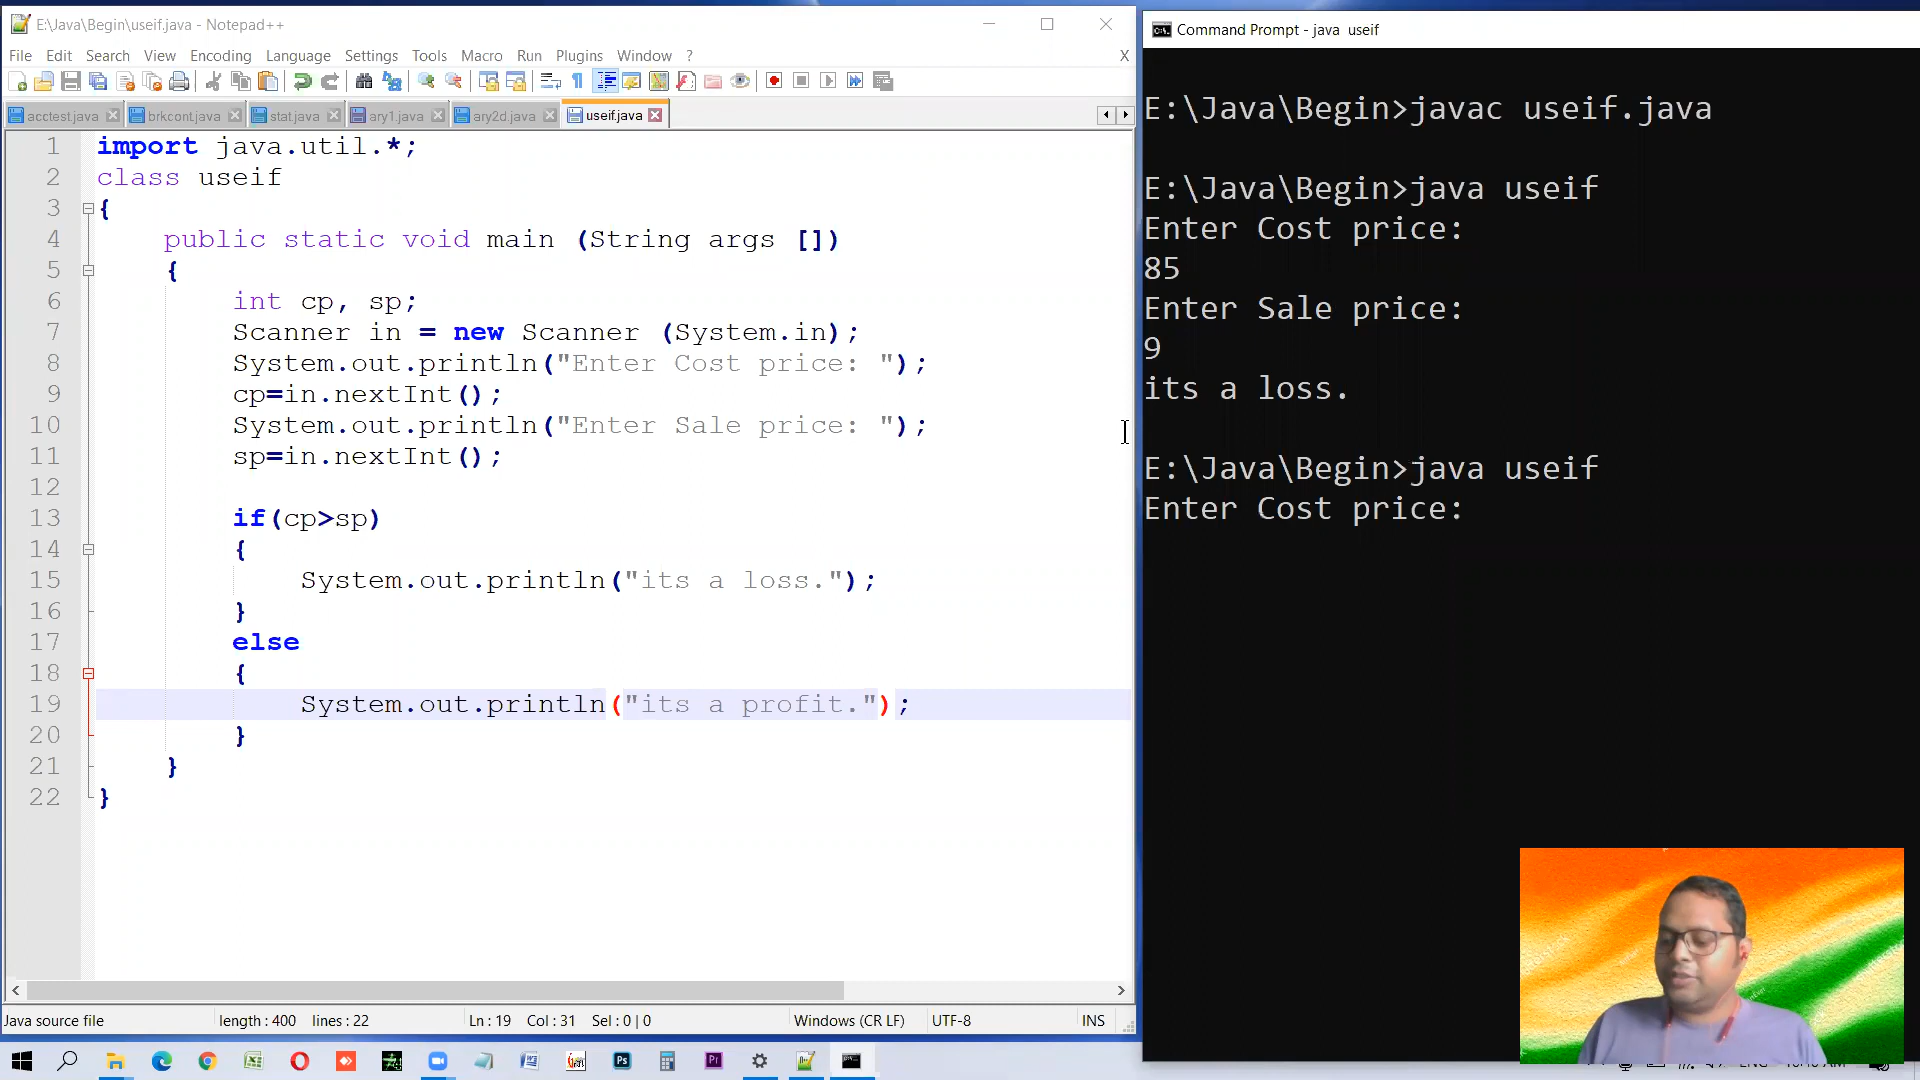 E:\Java\Begin\useif.java - Notepad++
File Edit Search View Encoding Language Settings Tools Macro Run Plugins Window ? X
acctest.java brkcont.java stat.java ary1.java ary2d.java useif.java
1 import java.util.*;
2 class useif
3 {
4 public static void main (String args [])
5 {
6 int cp, sp;
7 Scanner in = new Scanner (System.in);
8 System.out.println("Enter Cost price: ");
9 cp=in.nextInt();
10 System.out.println("Enter Sale price: ");
11 sp=in.nextInt();
12
13 if(cp>sp)
14 {
15 System.out.println("its a loss.");
16 }
17 else
18 {
19 System.out.println("its a profit.");
20 }
21 }
22 }
Java source file length : 400 lines : 22 Ln : 19 Col : 31 Sel : 0 | 0 Windows (CR LF) UTF-8 INS
Command Prompt - java  useif
E:\Java\Begin>javac useif.java
E:\Java\Begin>java useif
Enter Cost price:
85
Enter Sale price:
9
its a loss.
E:\Java\Begin>java useif
Enter Cost price:
Ps
Pr